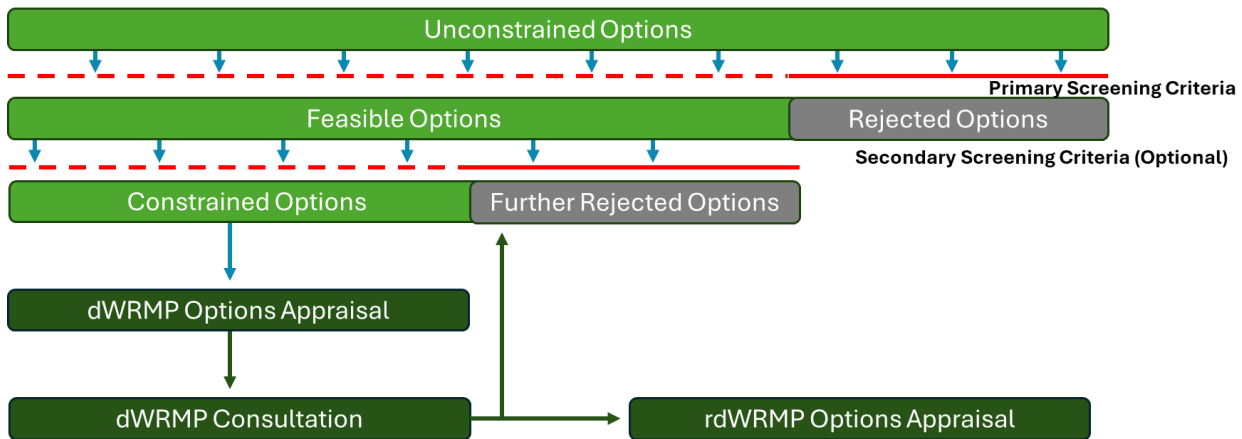 Unconstrained Options
Primary Screening Criteria
Feasible Options
Rejected Options
Secondary Screening Criteria (Optional)
Constrained Options
Further Rejected Options
dWRMP Options Appraisal
dWRMP Consultation
rdWRMP Options Appraisal